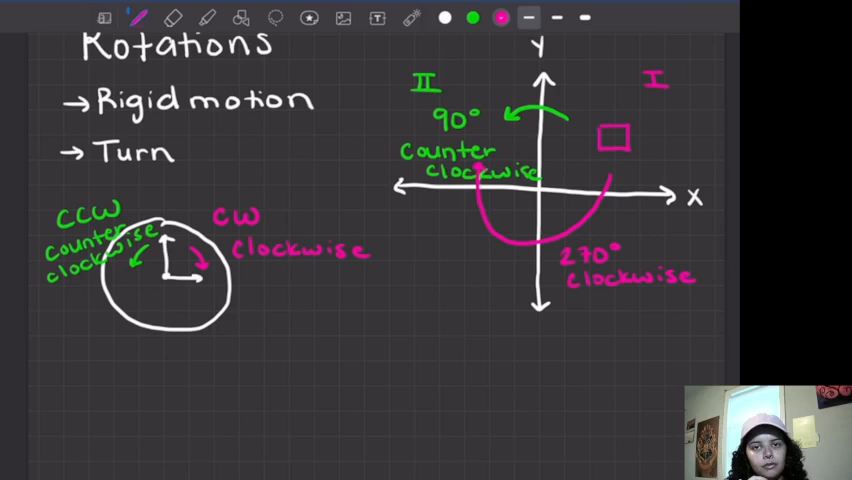 Rotations
→ Rigid motion
→ Turn
CCW
counter
clockwise
CW
clockwise
Y
II
I
90°
counter
clockwise
X
270°
clockwise